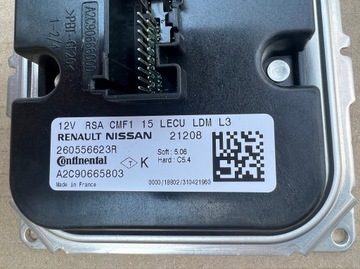 12V RSA CMF1 15 LECU LDM L3
RENAULT NISSAN 21208
260556623R
Soft : 5.06
Hard : C5.4
Continental
T K
A2C90665803
Made in France
0000/18802/310421960